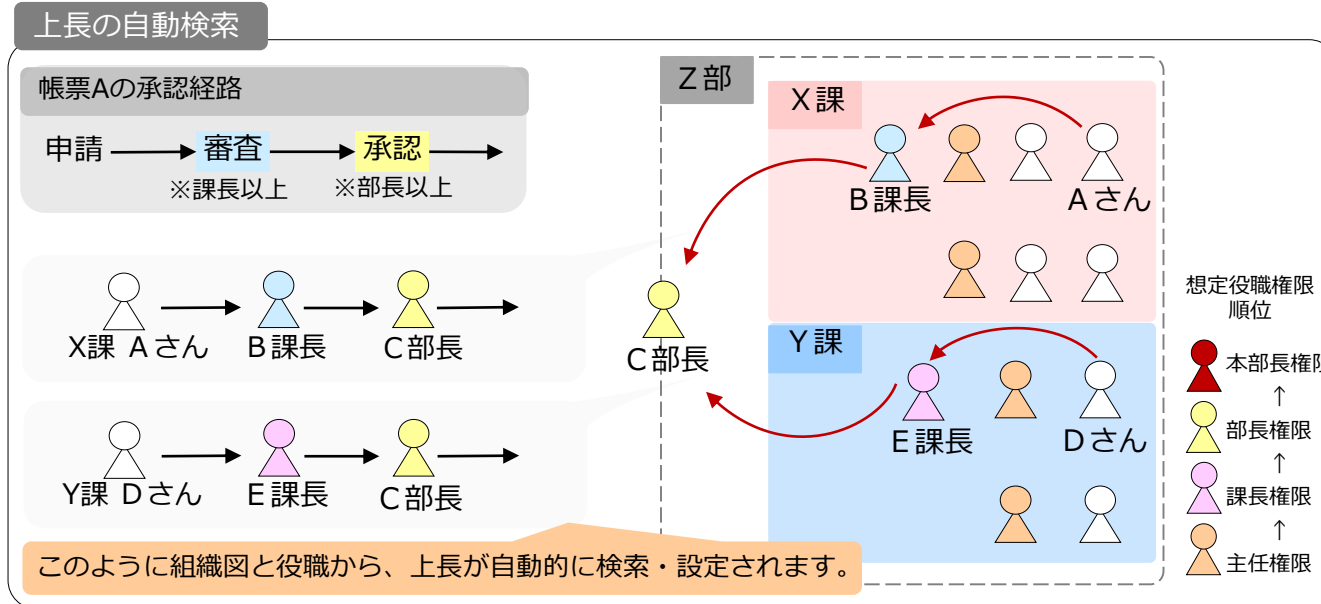 上長の自動検索
帳票Aの承認経路
申請
審査
承認
※課長以上
※部長以上
X課 Aさん
B課長
C部長
Y課 Dさん
E課長
C部長
このように組織図と役職から、上長が自動的に検索・設定されます。
Z部
X課
B課長
Aさん
C部長
Y課
E課長
Dさん
想定役職権限
順位
本部長権限
↑
部長権限
↑
課長権限
↑
主任権限